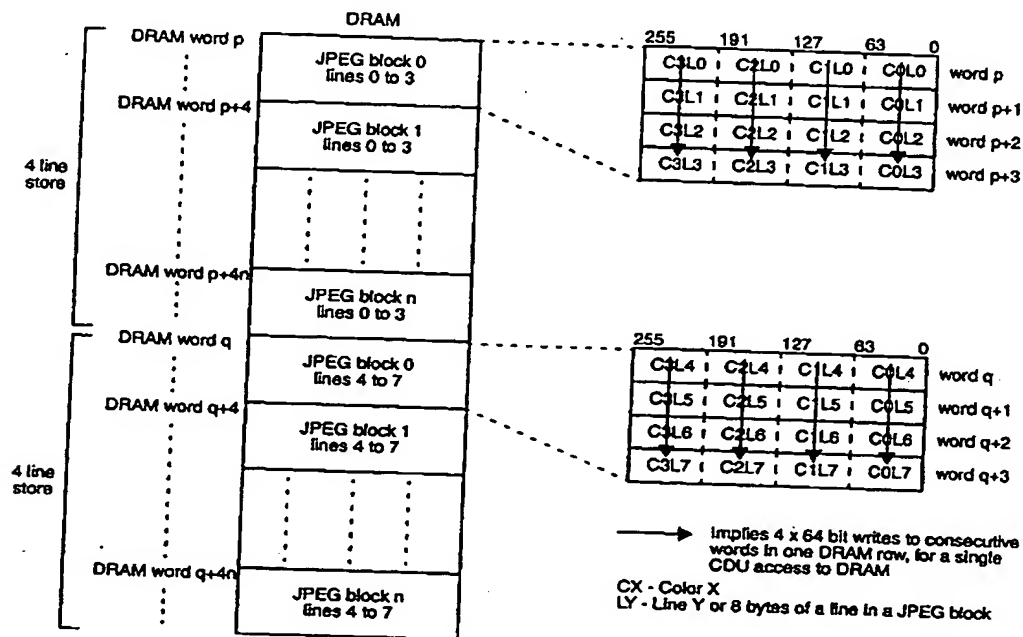 DRAM
DRAM word p
JPEG block 0
lines 0 to 3
DRAM word p+4
JPEG block 1
lines 0 to 3
4 line
store
DRAM word p+4n
JPEG block n
lines 0 to 3
DRAM word q
JPEG block 0
lines 4 to 7
DRAM word q+4
JPEG block 1
lines 4 to 7
4 line
store
DRAM word q+4n
JPEG block n
lines 4 to 7
255 191 127 63 0
C3L0 C2L0 C1L0 C0L0 word p
C3L1 C2L1 C1L1 C0L1 word p+1
C3L2 C2L2 C1L2 C0L2 word p+2
C3L3 C2L3 C1L3 C0L3 word p+3
255 191 127 63 0
C3L4 C2L4 C1L4 C0L4 word q
C3L5 C2L5 C1L5 C0L5 word q+1
C3L6 C2L6 C1L6 C0L6 word q+2
C3L7 C2L7 C1L7 C0L7 word q+3
Implies 4 x 64 bit writes to consecutive
words in one DRAM row, for a single
CDU access to DRAM
CX - Color X
LY - Line Y or 8 bytes of a line in a JPEG block